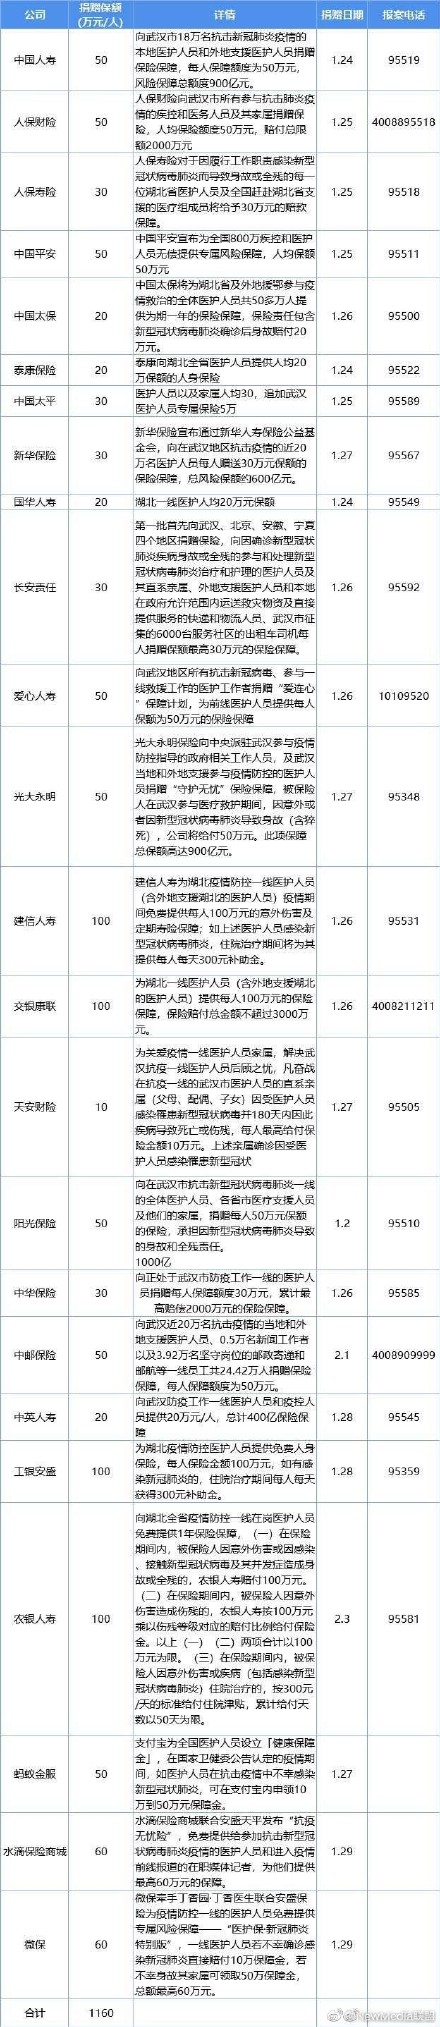 公司
捐赠保额
(万元/人)
详情
捐赠日期
报案电话
中国人寿
50
向武汉市18万名抗击新冠肺炎疫情的
本地医护人员和外地支援医护人员捐赠
保险保障，每人保障额度为50万元，
风险保障总额度900亿元。
1.24
95519
人保财险
50
人保财险向武汉市所有参与抗击肺炎疫
情的疾控和医务人员及其家属捐赠保
险，人均保险额度50万元，赔付总限
额2000万元
1.25
4008895518
人保寿险
30
人保寿险对于因履行工作职责感染新型
冠状病毒肺炎而导致身故或全残的每一
位湖北省医护人员及全国赶赴湖北省支
援的医疗组成员将给予30万元的赔款
保障。
1.25
95518
中国平安
50
中国平安宣布为全国800万疾控和医护
人员无偿提供专属风险保障，人均保额
50万元
1.25
95511
中国太保
20
中国太保将为湖北省及外地援鄂参与疫
情救治的全体医护人员共50多万人提
供为期一年的保险保障，保险责任包含
新型冠状病毒肺炎确诊后身故赔付20
万元。
1.26
95500
泰康保险
20
泰康向湖北全省医护人员提供人均20
万保额的人身保险
1.24
95522
中国太平
30
医护人员以及家属人均30，追加武汉
医护人员专属保险5万
1.25
95589
新华保险
30
新华保险宣布通过新华人寿保险公益基
金会，向在武汉地区抗击疫情的近20
万名医护人员每人赠送30万元保额的
保险保障，总风险保额约600亿元。
1.27
95567
国华人寿
20
湖北一线医护人均20万元保额
1.24
95549
长安责任
30
第一批首先向武汉、北京、安徽、宁夏
四个地区捐赠保险，向因确诊新型冠状
肺炎疾病身故或全残的参与和处理新型
冠状病毒肺炎治疗和护理的医护人员及
其直系亲属、外地支援医护人员和本地
在政府允许范围内运送救灾物资及直接
提供服务的快递和物流人员、武汉市征
集的6000台服务社区的出租车司机每
人捐赠保额最高30万元的保险保障。
1.26
95592
爱心人寿
50
向武汉地区所有抗击新冠病毒、参与一
线救援工作的医护工作者捐赠“爱连心
”保障计划，为前线医护人员提供每人
保额为50万元的保险保障
1.26
10109520
光大永明
50
光大永明保险向中央派驻武汉参与疫情
防控指导的政府相关工作人员，及武汉
当地和外地支援参与疫情防控的医护人
员捐赠“守护无忧”保险保障，被保险
人在武汉参与医疗救护期间，因意外或
者因新型冠状病毒肺炎导致身故（含猝
死），公司将给付50万元。此项保障
总保额高达900亿元。
1.27
95348
建信人寿
100
建信人寿为湖北疫情防控一线医护人员
（含外地支援湖北的医护人员）疫情期
间免费提供每人100万元的意外伤害及
定期寿险保障；如上述医护人员感染新
型冠状病毒肺炎，住院治疗期间将为其
提供每人每天300元补助金。
1.26
95531
交银康联
100
为湖北一线医护人员（含外地支援湖北
的医护人员）提供每人100万元的保险
保障，保险赔付总金额不超过3000万
元。
1.26
4008211211
天安财险
10
为关爱疫情一线医护人员家属，解决武
汉抗疫一线医护人员后顾之忧，凡奋战
在抗疫一线的武汉市医护人员的直系亲
属（父母、配偶、子女）因受医护人员
感染罹患新型冠状病毒并180天内因此
疾病导致死亡或伤残，每人最高给付保
险金额10万元。上述亲属确诊因受医
护人员感染罹患新型冠状
1.27
95505
阳光保险
50
向在武汉市抗击新型冠状病毒肺炎一线
的全体医护人员、各省市医疗支援人员
及他们的家属，捐赠每人50万元保额
的保险，承担因新型冠状病毒肺炎导致
的身故和全残责任。
1000亿
1.2
95510
中华保险
30
向正处于武汉市防疫工作一线的医护人
员捐赠每人保障额度30万元，累计最
高赔偿2000万元的保险保障。
1.26
95585
中邮保险
50
向武汉近20万名抗击疫情的当地和外
地支援医护人员、0.5万名新闻工作者
以及3.92万名坚守岗位的邮政寄递和
邮航等一线员工共24.42万人捐赠保险
保障，每人保障额度为50万元。
2.1
4008909999
中英人寿
20
向武汉防疫工作一线医护人员和疫控人
员提供20万元/人，总计400亿保险保
障
1.28
95545
工银安盛
100
为湖北疫情防控医护人员提供免费人身
保险，每人保险金额100万元，如有感
染新冠肺炎的，住院治疗期间每人每天
获得300元补助金。
1.28
95359
农银人寿
100
向湖北全省疫情防控一线在岗医护人员
免费提供1年保险保障，（一）在保险
期间内，被保险人因意外伤害或因感染
、接触新型冠状病毒及其并发症造成身
故或全残的，农银人寿赔付100万元。
（二）在保险期间内，被保险人因意外
伤害造成伤残的，农银人寿按100万元
乘以伤残等级对应的赔付比例给付保险
金。以上（一）（二）两项合计以100
万元为限。（三）在保险期间内，被保
险人因意外伤害或疾病（包括感染新型
冠状病毒肺炎）住院治疗的，按300元
/天的标准给付住院津贴，累计给付天
数以50天为限。
2.3
95581
蚂蚁金服
50
支付宝为全国医护人员设立「健康保障
金」，在国家卫健委公告认定的疫情期
间，如医护人员在抗击疫情中不幸感染
新型冠状肺炎，可在支付宝内申领10
万到50万元保障金。
1.27
水滴保险商城
60
水滴保险商城联合安盛天平发布“抗疫
无忧险”，免费提供给参加抗击新型冠
状病毒肺炎疫情的医护人员和进入疫情
前线报道的在职媒体记者，为他们提供
最高60万元的保障。
1.29
微保
60
微保牵手丁香园·丁香医生联合安盛保
险为疫情防控一线的医护人员免费提供
专属风险保障——“医护保·新冠肺炎
特别版”，一线医护人员若不幸确诊感
染新冠肺炎直接赔付10万保障金，若
不幸身故其家属可领取50万保障金，
总额最高60万元。
1.29
合计
1160
@NewMedia联盟